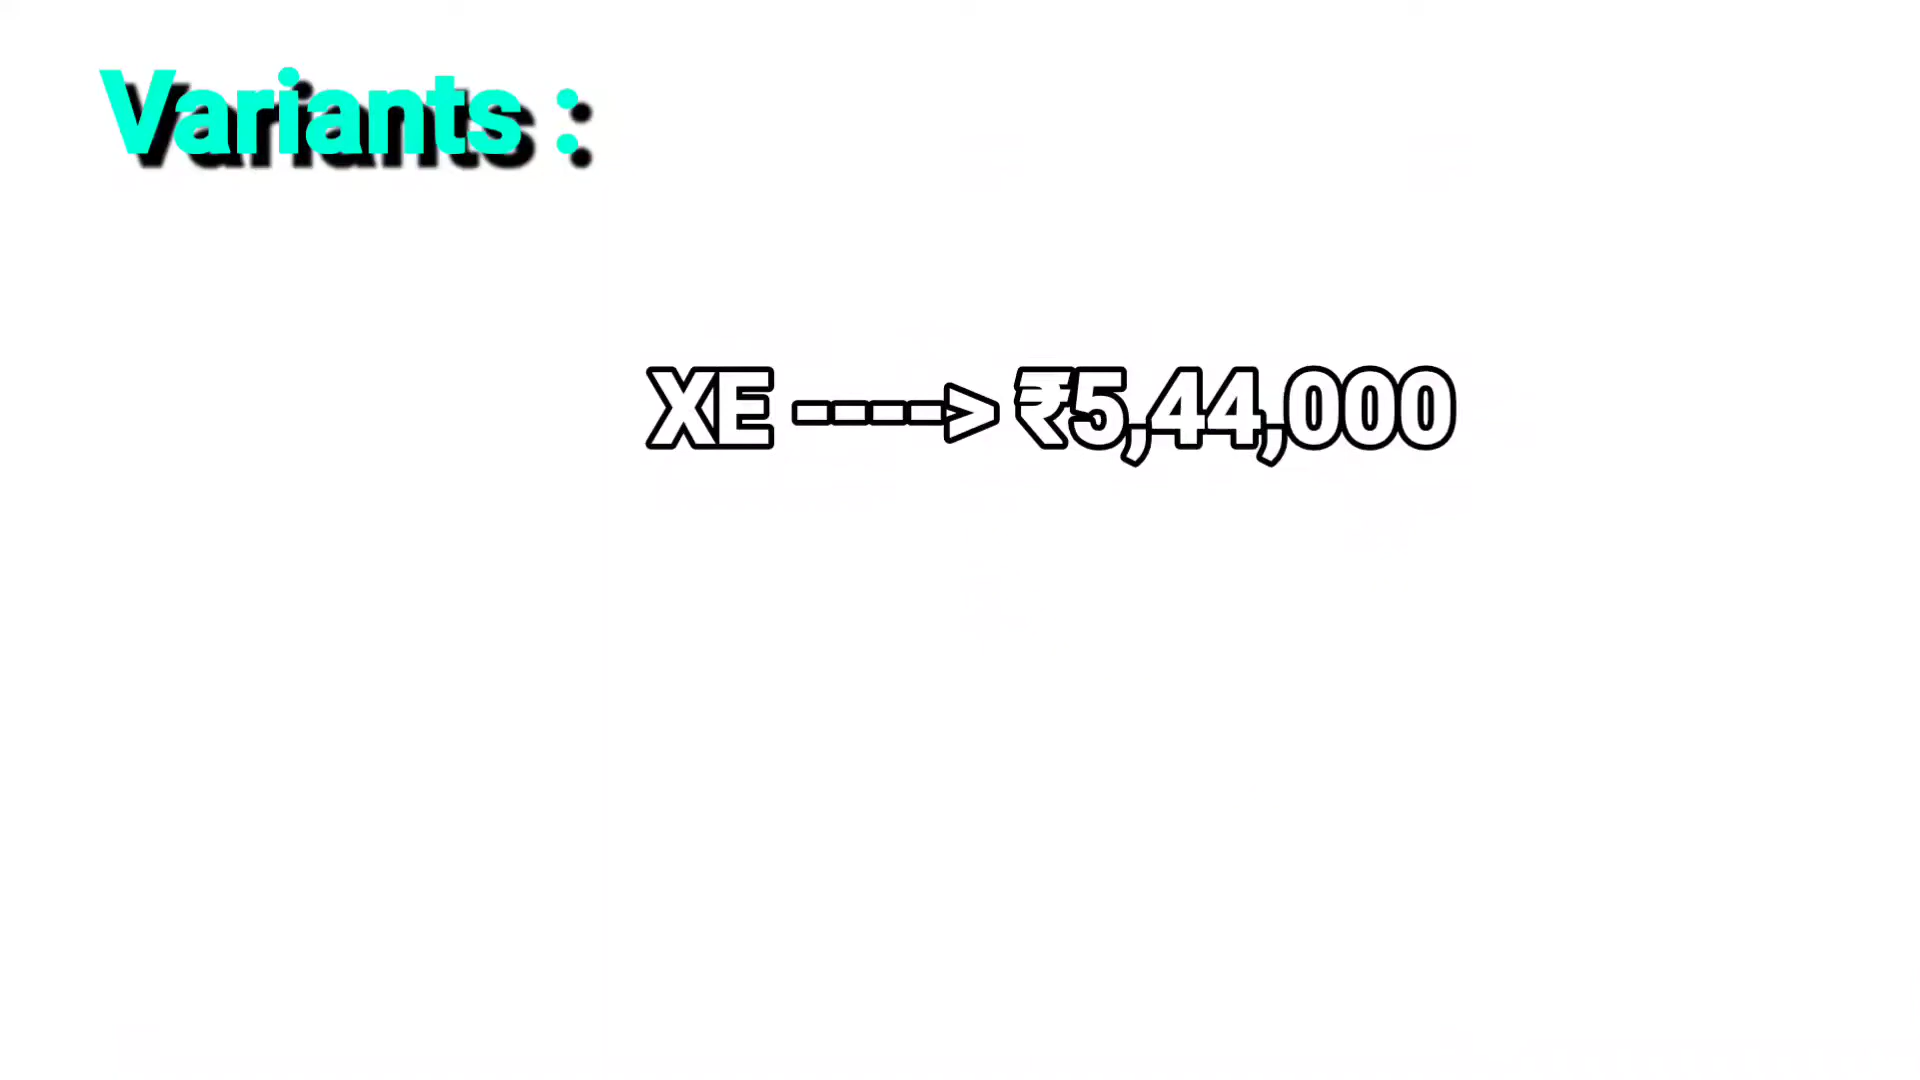 Variants :
XE ----> ₹5,44,000